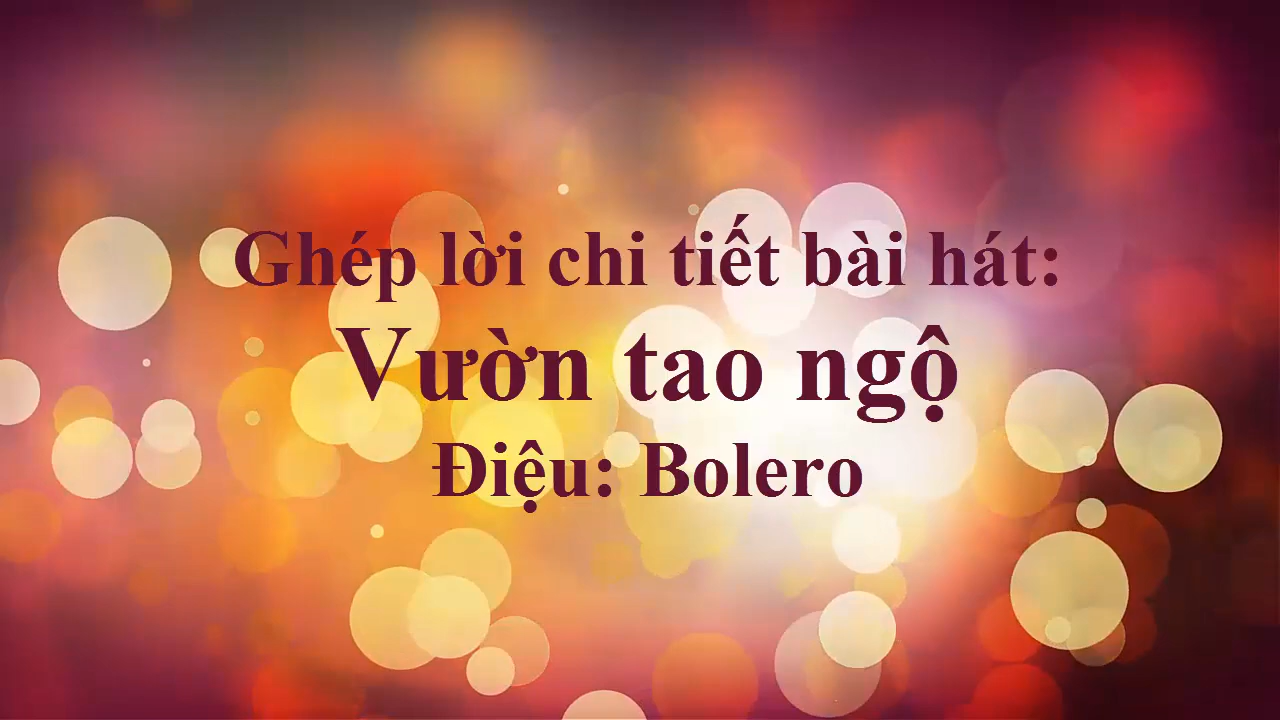 Ghép lời chi tiết bài hát:
Vườn tao ngộ
Điệu: Bolero